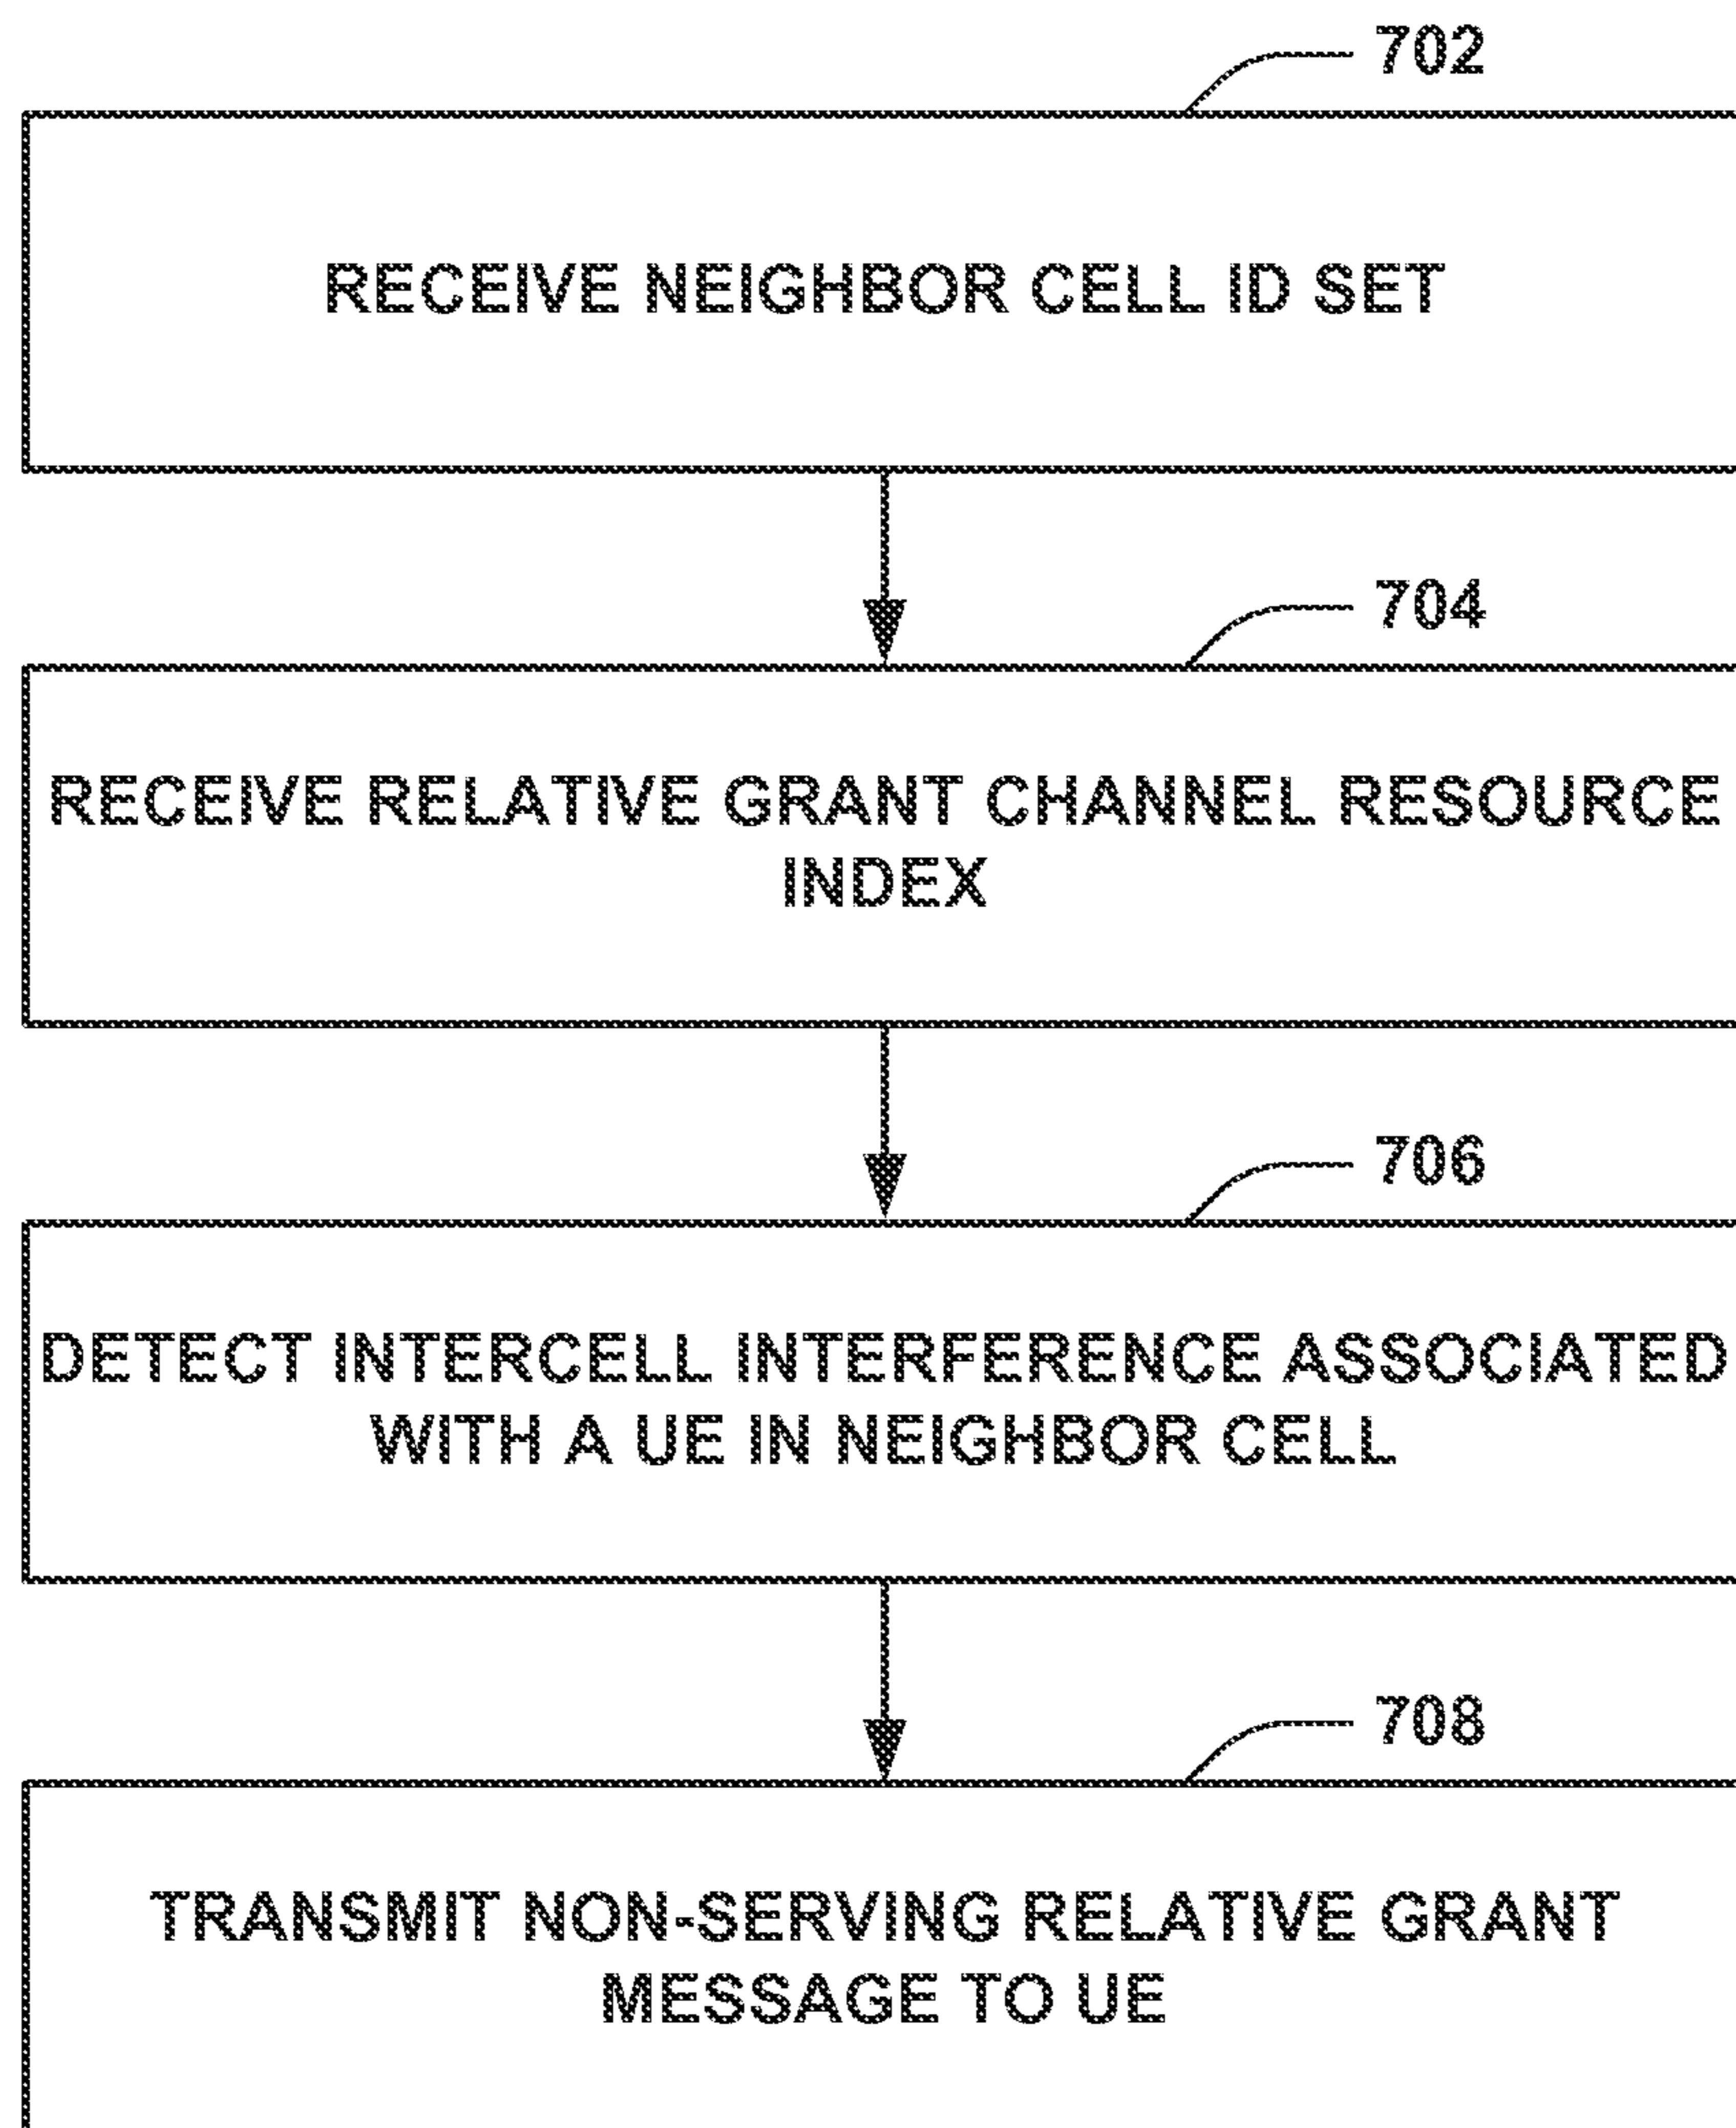 702
RECEIVE NEIGHBOR CELL ID SET
704
RECEIVE RELATIVE GRANT CHANNEL RESOURCE
INDEX
706
DETECT INTERCELL INTERFERENCE ASSOCIATED
WITH A UE IN NEIGHBOR CELL
708
TRANSMIT NON-SERVING RELATIVE GRANT
MESSAGE TO UE